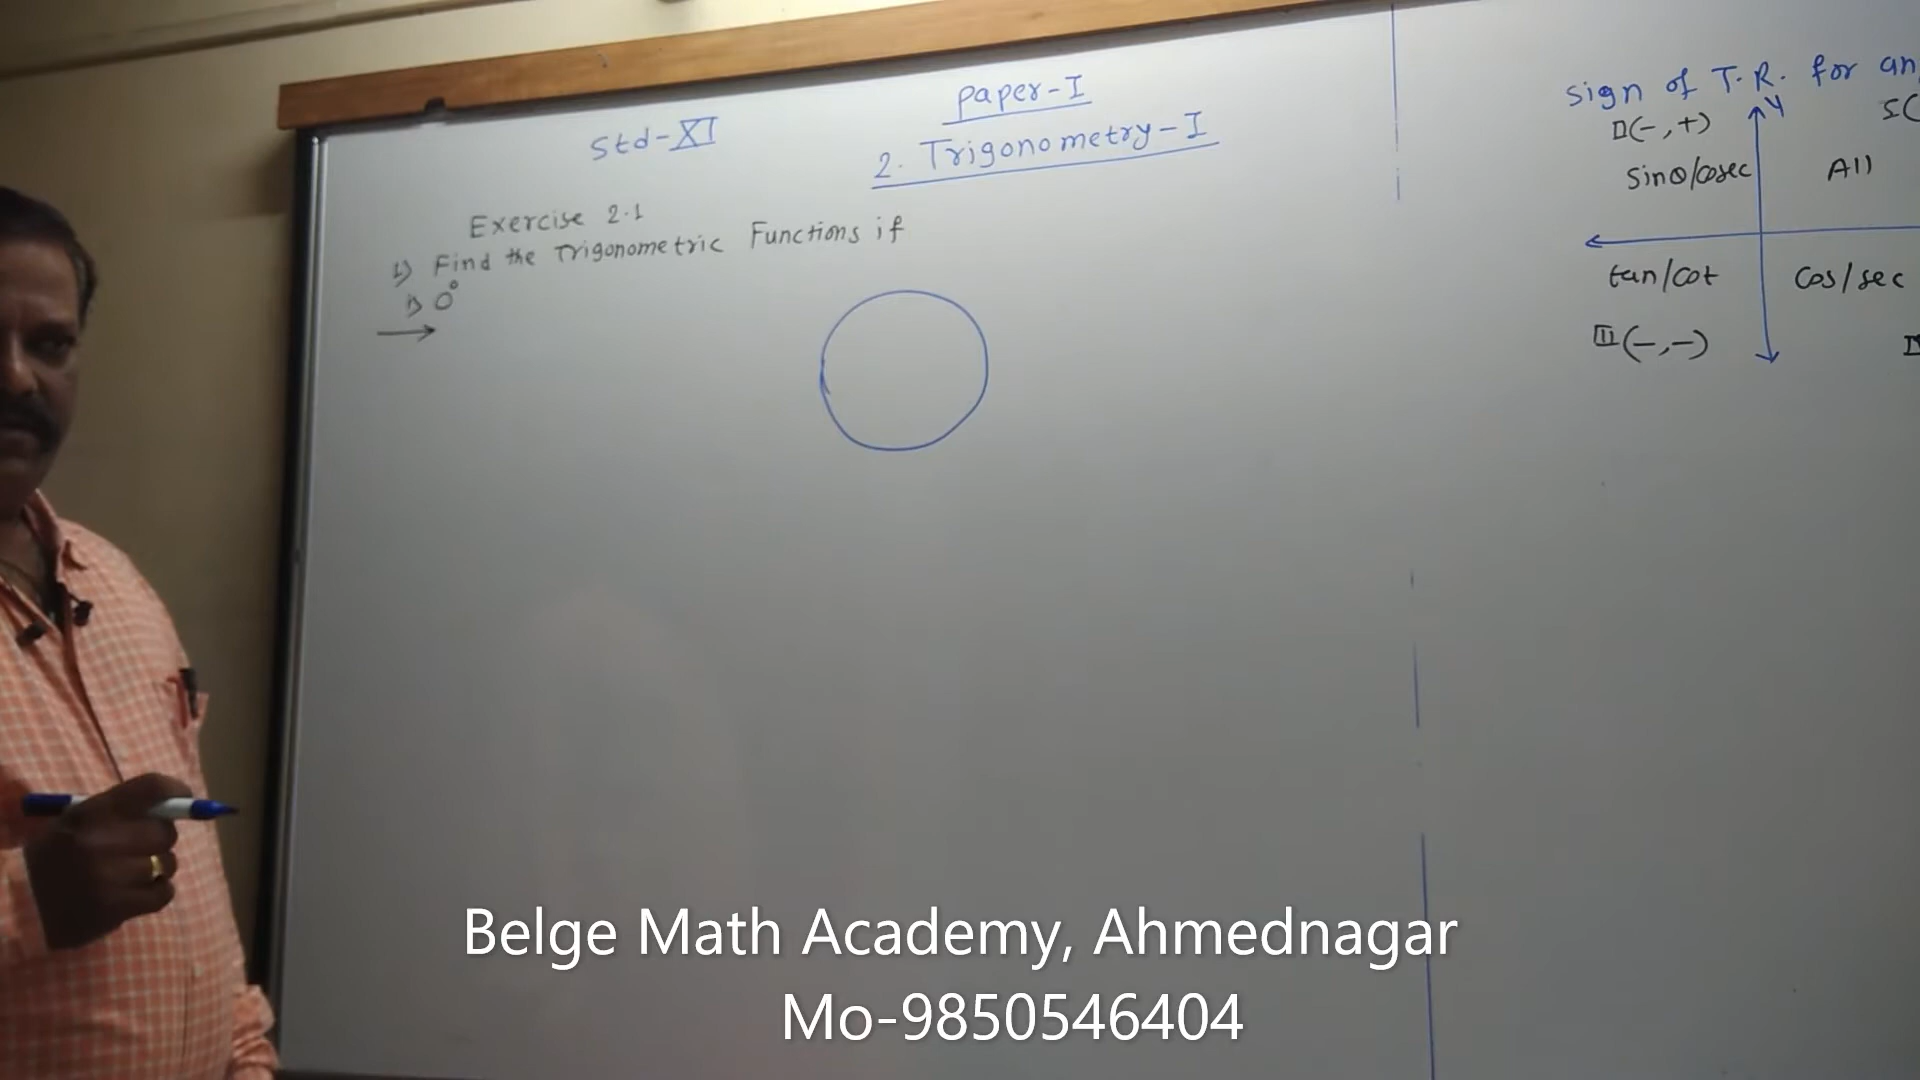 Paper-I
Std-XI
2. Trigonometry-I
Exercise 2.1
1) Find the Trigonometric Functions if
i) 0°
Sign of T.R. for an
II(-,+)
Y
I(
sinθ/cosec
All
tan/cot
cos/sec
III(-,-)
Belge Math Academy, Ahmednagar
Mo-9850546404